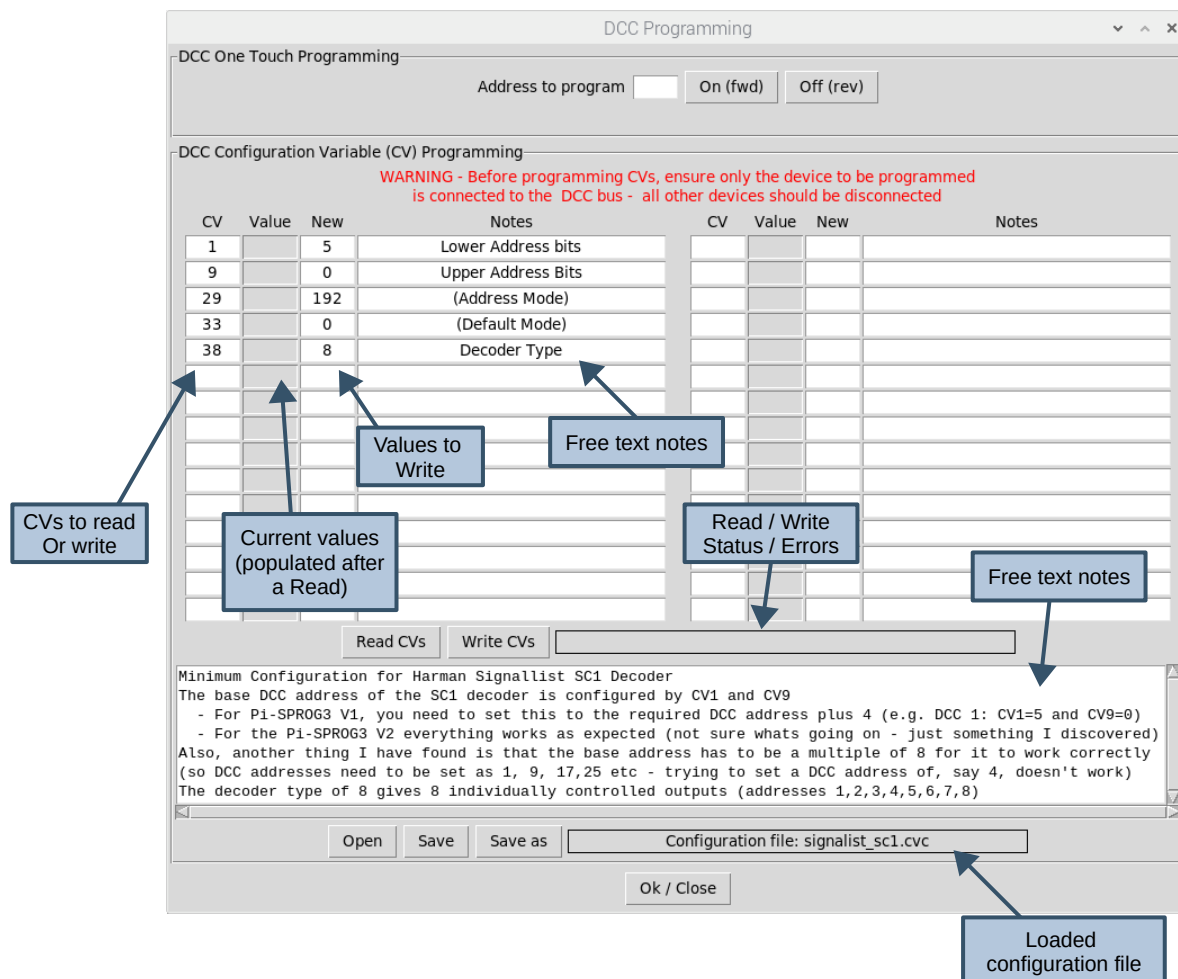 DCC Programming
DCC One Touch Programming
Address to program On (fwd) Off (rev)
DCC Configuration Variable (CV) Programming
WARNING - Before programming CVs, ensure only the device to be programmed
is connected to the  DCC bus -  all other devices should be disconnected
CV Value New Notes CV Value New Notes
1 5 Lower Address bits
9 0 Upper Address Bits
29 192 (Address Mode)
33 0 (Default Mode)
38 8 Decoder Type
Values to
Write
Free text notes
CVs to read
Or write
Current values
(populated after
a Read)
Read / Write
Status / Errors
Free text notes
Read CVs Write CVs
Minimum Configuration for Harman Signallist SC1 Decoder
The base DCC address of the SC1 decoder is configured by CV1 and CV9
- For Pi-SPROG3 V1, you need to set this to the required DCC address plus 4 (e.g. DCC 1: CV1=5 and CV9=0)
- For the Pi-SPROG3 V2 everything works as expected (not sure whats going on - just something I discovered)
Also, another thing I have found is that the base address has to be a multiple of 8 for it to work correctly
(so DCC addresses need to be set as 1, 9, 17,25 etc - trying to set a DCC address of, say 4, doesn't work)
The decoder type of 8 gives 8 individually controlled outputs (addresses 1,2,3,4,5,6,7,8)
Open Save Save as Configuration file: signalist_sc1.cvc
Ok / Close
Loaded
configuration file